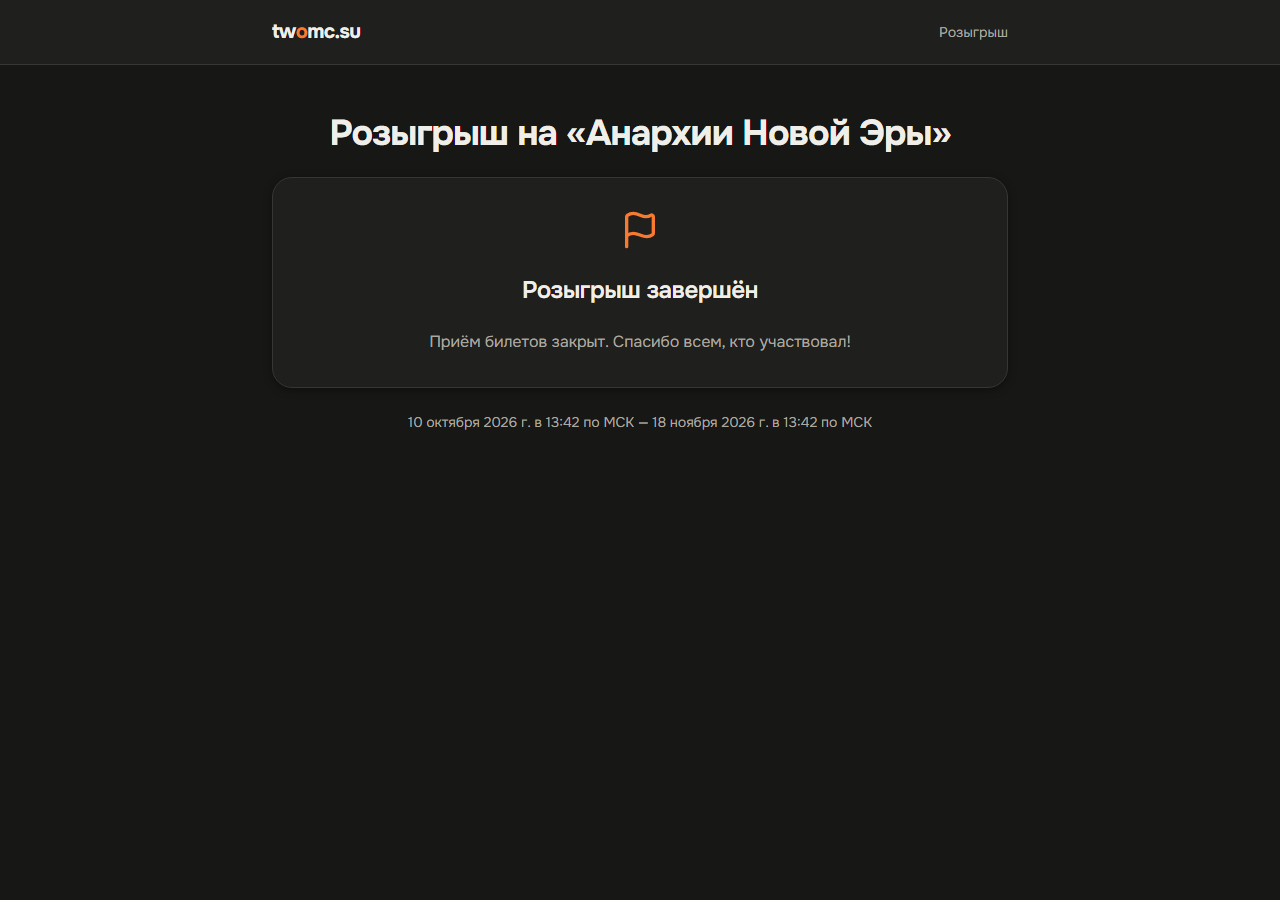 twomc.su
Розыгрыш
Розыгрыш на «Анархии Новой Эры»
Розыгрыш завершён
Приём билетов закрыт. Спасибо всем, кто участвовал!
10 октября 2026 г. в 13:42 по МСК — 18 ноября 2026 г. в 13:42 по МСК